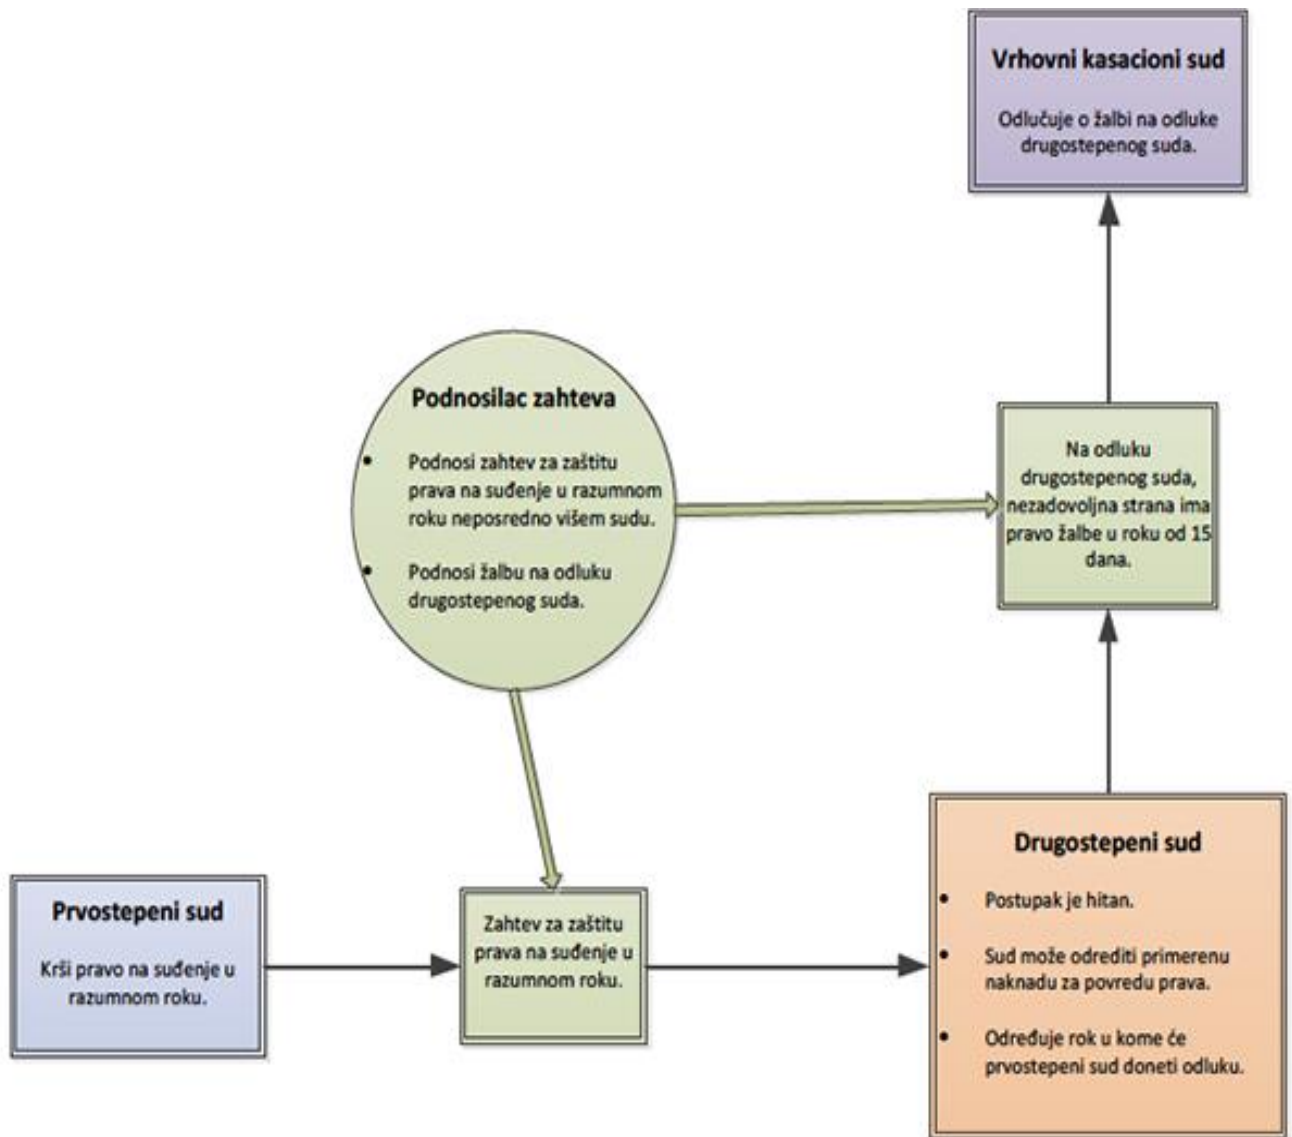 Vrhovni kasacioni sud
Odlučuje o žalbi na odluke
drugostepenog suda.
Podnosilac zahteva
• Podnosi zahtev za zaštitu
prava na suđenje u razumnom
roku neposredno višem sudu.
• Podnosi žalbu na odluku
drugostepenog suda.
Na odluku
drugostepenog suda,
nezadovoljna strana ima
pravo žalbe u roku od 15
dana.
Prvostepeni sud
Krši pravo na suđenje u
razumnom roku.
Zahtev za zaštitu
prava na suđenje u
razumnom roku.
Drugostepeni sud
• Postupak je hitan.
• Sud može odrediti primerenu
naknadu za povredu prava.
• Određuje rok u kome će
prvostepeni sud doneti odluku.